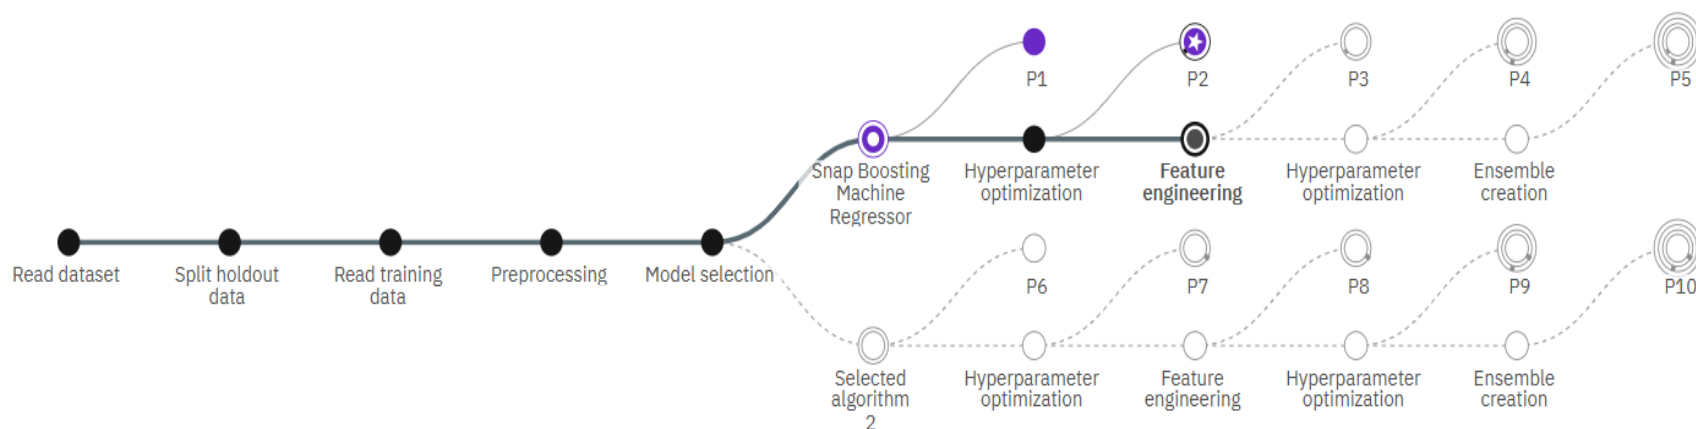 P1
P2
P3
P4
P5
Snap Boosting
Machine
Regressor
Hyperparameter
optimization
Feature
engineering
Hyperparameter
optimization
Ensemble
creation
Read dataset
Split holdout
data
Read training
data
Preprocessing
Model selection
P6
P7
P8
P9
P10
Selected
algorithm
2
Hyperparameter
optimization
Feature
engineering
Hyperparameter
optimization
Ensemble
creation